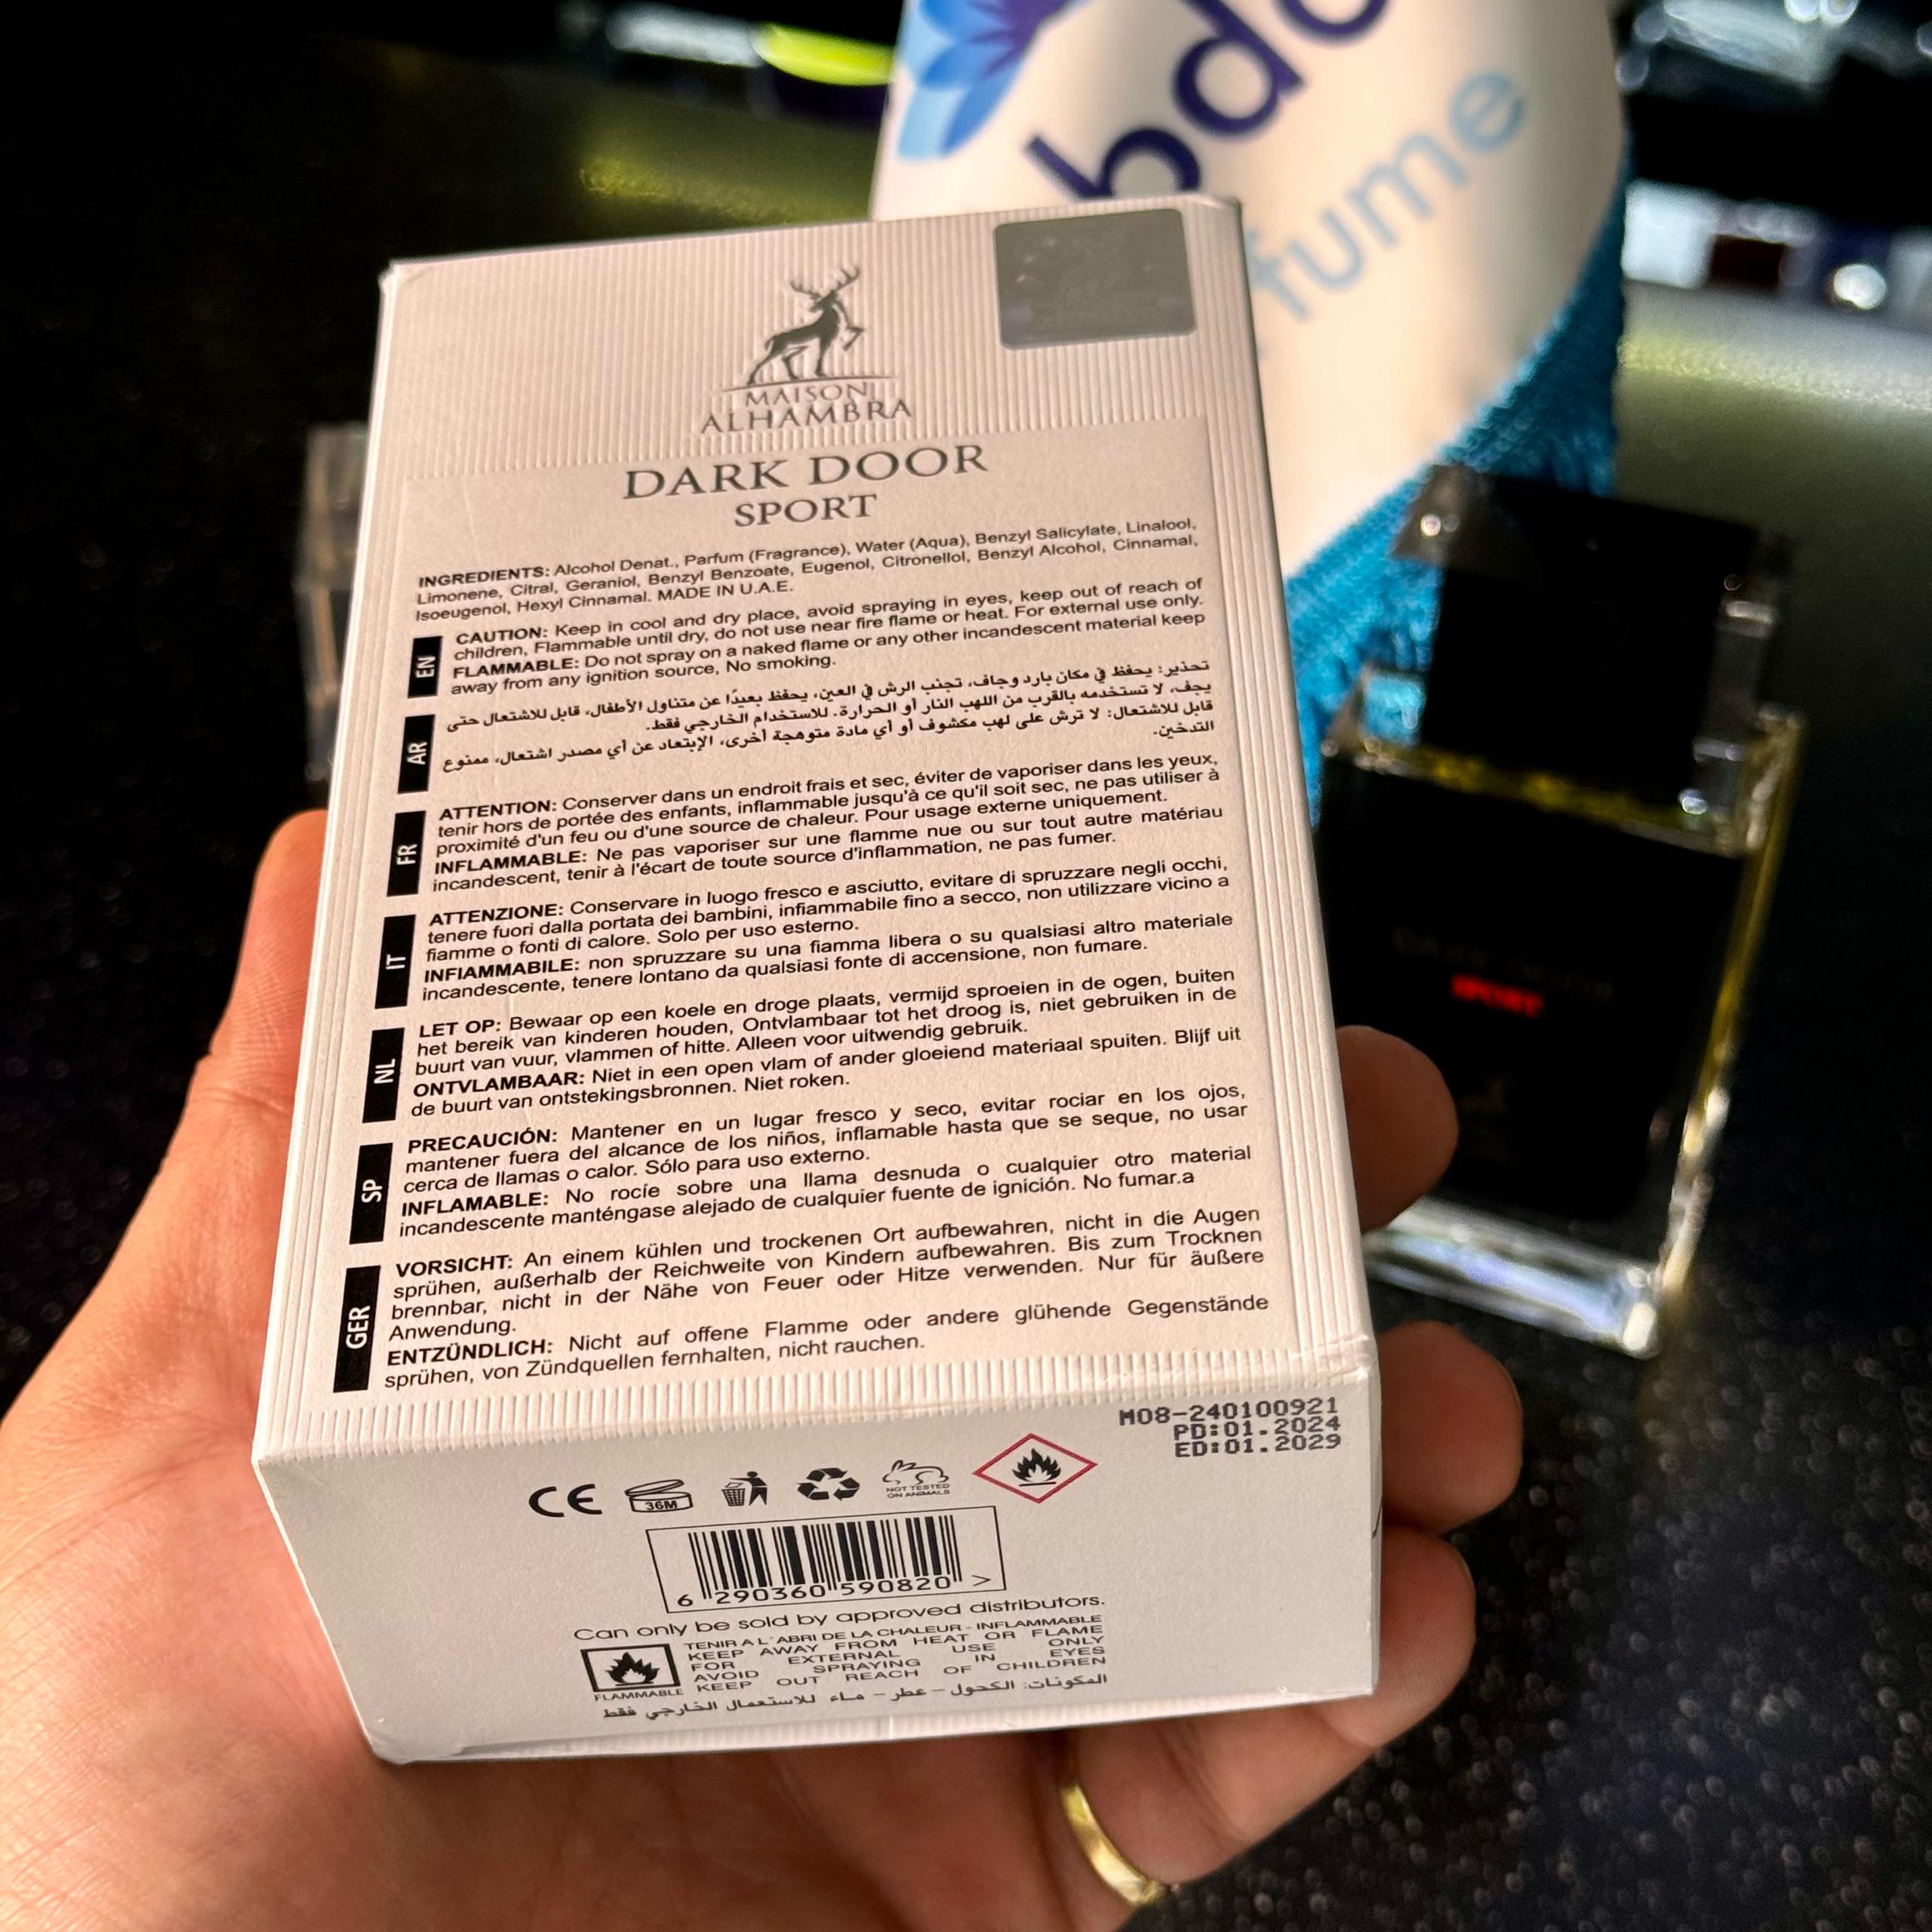 bdo
fume
MAISON
ALHAMBRA
DARK DOOR
SPORT
INGREDIENTS: Alcohol Denat., Parfum (Fragrance), Water (Aqua), Benzyl Salicylate, Linalool,
Limonene, Citral, Geraniol, Benzyl Benzoate, Eugenol, Citronellol, Benzyl Alcohol, Cinnamal,
Isoeugenol, Hexyl Cinnamal. MADE IN U.A.E.
EN
CAUTION: Keep in cool and dry place, avoid spraying in eyes, keep out of reach of
children, Flammable until dry, do not use near fire flame or heat. For external use only.
FLAMMABLE: Do not spray on a naked flame or any other incandescent material keep
away from any ignition source, No smoking.
AR
تحذير: يحفظ في مكان بارد وجاف، تجنب الرش في العين، يحفظ بعيدًا عن متناول الأطفال، قابل للاشتعال حتى
يجف، لا تستخدمه بالقرب من اللهب النار أو الحرارة. للاستخدام الخارجي فقط.
قابل للاشتعال: لا ترش على لهب مكشوف أو أي مادة متوهجة أخرى، الإبتعاد عن أي مصدر اشتعال، ممنوع
التدخين.
FR
ATTENTION: Conserver dans un endroit frais et sec, éviter de vaporiser dans les yeux,
tenir hors de portée des enfants, inflammable jusqu'à ce qu'il soit sec, ne pas utiliser à
proximité d'un feu ou d'une source de chaleur. Pour usage externe uniquement.
INFLAMMABLE: Ne pas vaporiser sur une flamme nue ou sur tout autre matériau
incandescent, tenir à l'écart de toute source d'inflammation, ne pas fumer.
IT
ATTENZIONE: Conservare in luogo fresco e asciutto, evitare di spruzzare negli occhi,
tenere fuori dalla portata dei bambini, infiammabile fino a secco, non utilizzare vicino a
fiamme o fonti di calore. Solo per uso esterno.
INFIAMMABILE: non spruzzare su una fiamma libera o su qualsiasi altro materiale
incandescente, tenere lontano da qualsiasi fonte di accensione, non fumare.
NL
LET OP: Bewaar op een koele en droge plaats, vermijd sproeien in de ogen, buiten
het bereik van kinderen houden, Ontvlambaar tot het droog is, niet gebruiken in de
buurt van vuur, vlammen of hitte. Alleen voor uitwendig gebruik.
ONTVLAMBAAR: Niet in een open vlam of ander gloeiend materiaal spuiten. Blijf uit
de buurt van ontstekingsbronnen. Niet roken.
SP
PRECAUCIÓN: Mantener en un lugar fresco y seco, evitar rociar en los ojos,
mantener fuera del alcance de los niños, inflamable hasta que se seque, no usar
cerca de llamas o calor. Sólo para uso externo.
INFLAMABLE: No rocíe sobre una llama desnuda o cualquier otro material
incandescente manténgase alejado de cualquier fuente de ignición. No fumar.a
GER
VORSICHT: An einem kühlen und trockenen Ort aufbewahren, nicht in die Augen
sprühen, außerhalb der Reichweite von Kindern aufbewahren. Bis zum Trocknen
brennbar, nicht in der Nähe von Feuer oder Hitze verwenden. Nur für äußere
Anwendung.
ENTZÜNDLICH: Nicht auf offene Flamme oder andere glühende Gegenstände
sprühen, von Zündquellen fernhalten, nicht rauchen.
M08-240100921
PD:01.2024
ED:01.2029
CE
36M
NOT TESTED
ON ANIMALS
6 290360 590820 >
Can only be sold by approved distributors.
TENIR A L'ABRI DE LA CHALEUR - INFLAMMABLE
KEEP AWAY FROM HEAT OR FLAME
FOR EXTERNAL USE ONLY
AVOID SPRAYING IN EYES
KEEP OUT REACH OF CHILDREN
FLAMMABLE
المكونات: الكحول – عطر – ماء للاستعمال الخارجي فقط
DARK DOOR
SPORT